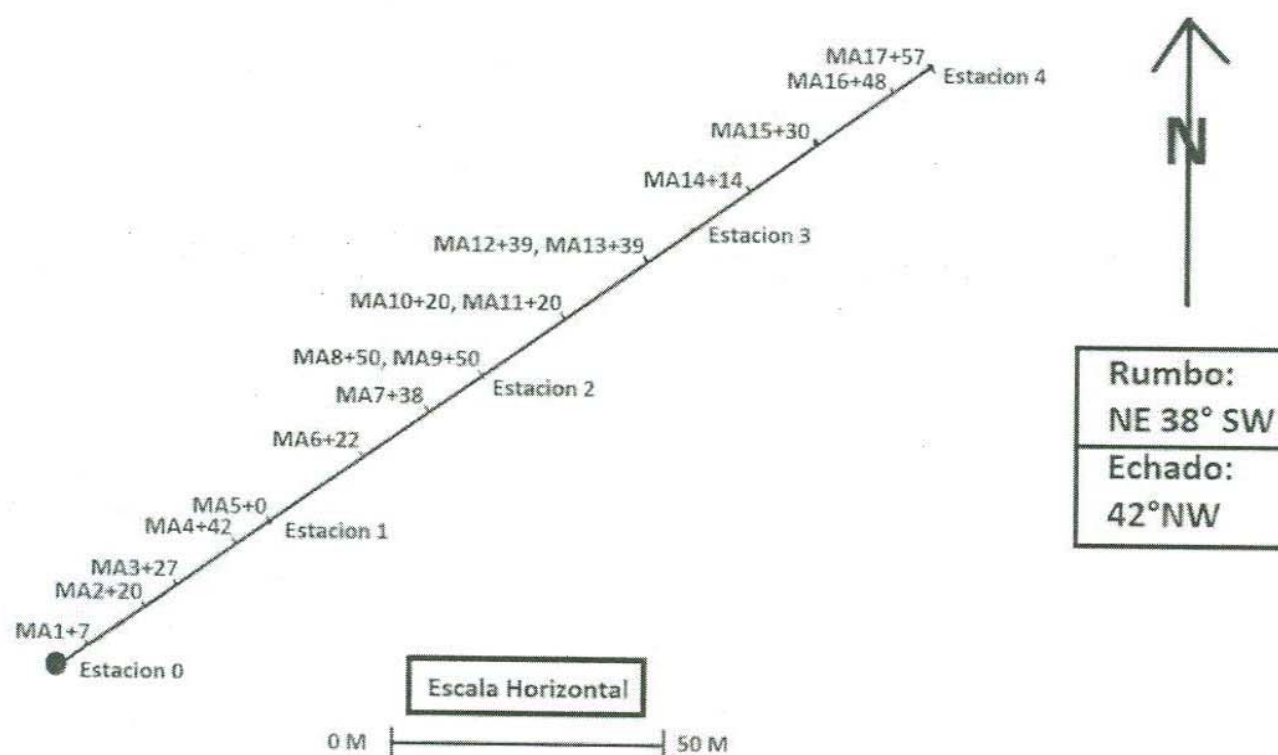 MA17+57
MA16+48
Estacion 4
MA15+30
N
MA14+14
Estacion 3
MA12+39, MA13+39
MA10+20, MA11+20
MA8+50, MA9+50
Estacion 2
MA7+38
MA6+22
MA5+0
MA4+42
Estacion 1
MA3+27
MA2+20
MA1+7
Estacion 0
Rumbo:
NE 38° SW
Echado:
42°NW
Escala Horizontal
0 M 50 M